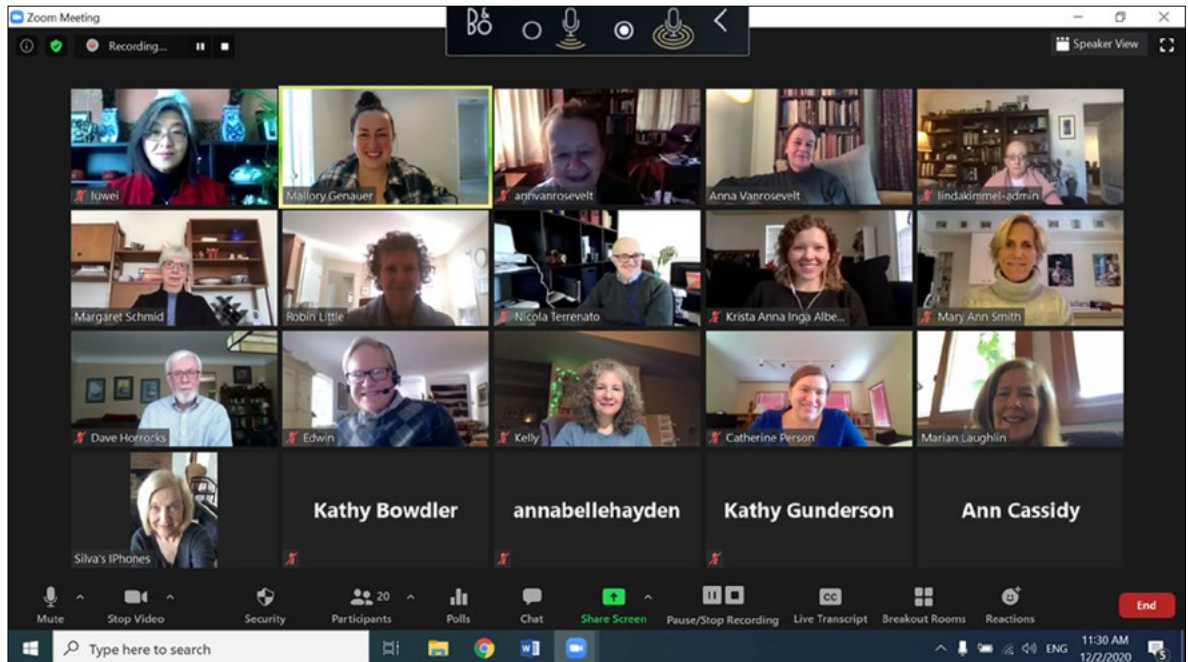 Zoom Meeting
B&O
Recording...
Speaker View
luwei
Mallory Genauer
annvanrosevelt
Anna Vanrosevelt
lindakimmel-admin
Margaret Schmid
Robin Little
Nicola Terrenato
Krista Anna Inga Albe...
Mary Ann Smith
Dave Horrocks
Edwin
Kelly
Catherine Person
Marian Laughlin
Silva's IPhones
Kathy Bowdler
annabellehayden
Kathy Gunderson
Ann Cassidy
Mute
Stop Video
Security
Participants
20
Polls
Chat
Share Screen
Pause/Stop Recording
CC
Live Transcript
Breakout Rooms
Reactions
End
Type here to search
W
ENG
11:30 AM
12/2/2020
5